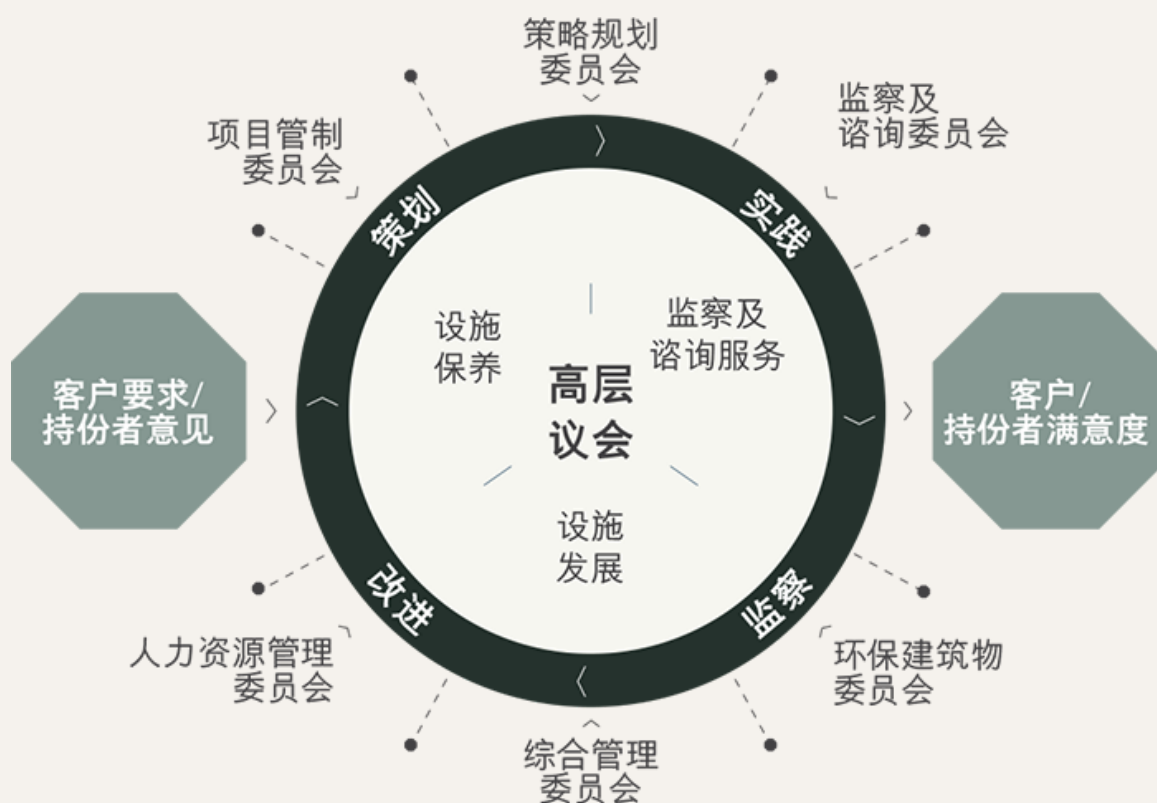 策略规划
委员会
监察及
谘询委员会
项目管制
委员会
策划
实践
设施
保养
监察及
谘询服务
高层
议会
客户要求/
持份者意见
客户/
持份者满意度
设施
发展
改进
监察
人力资源管理
委员会
环保建筑物
委员会
综合管理
委员会